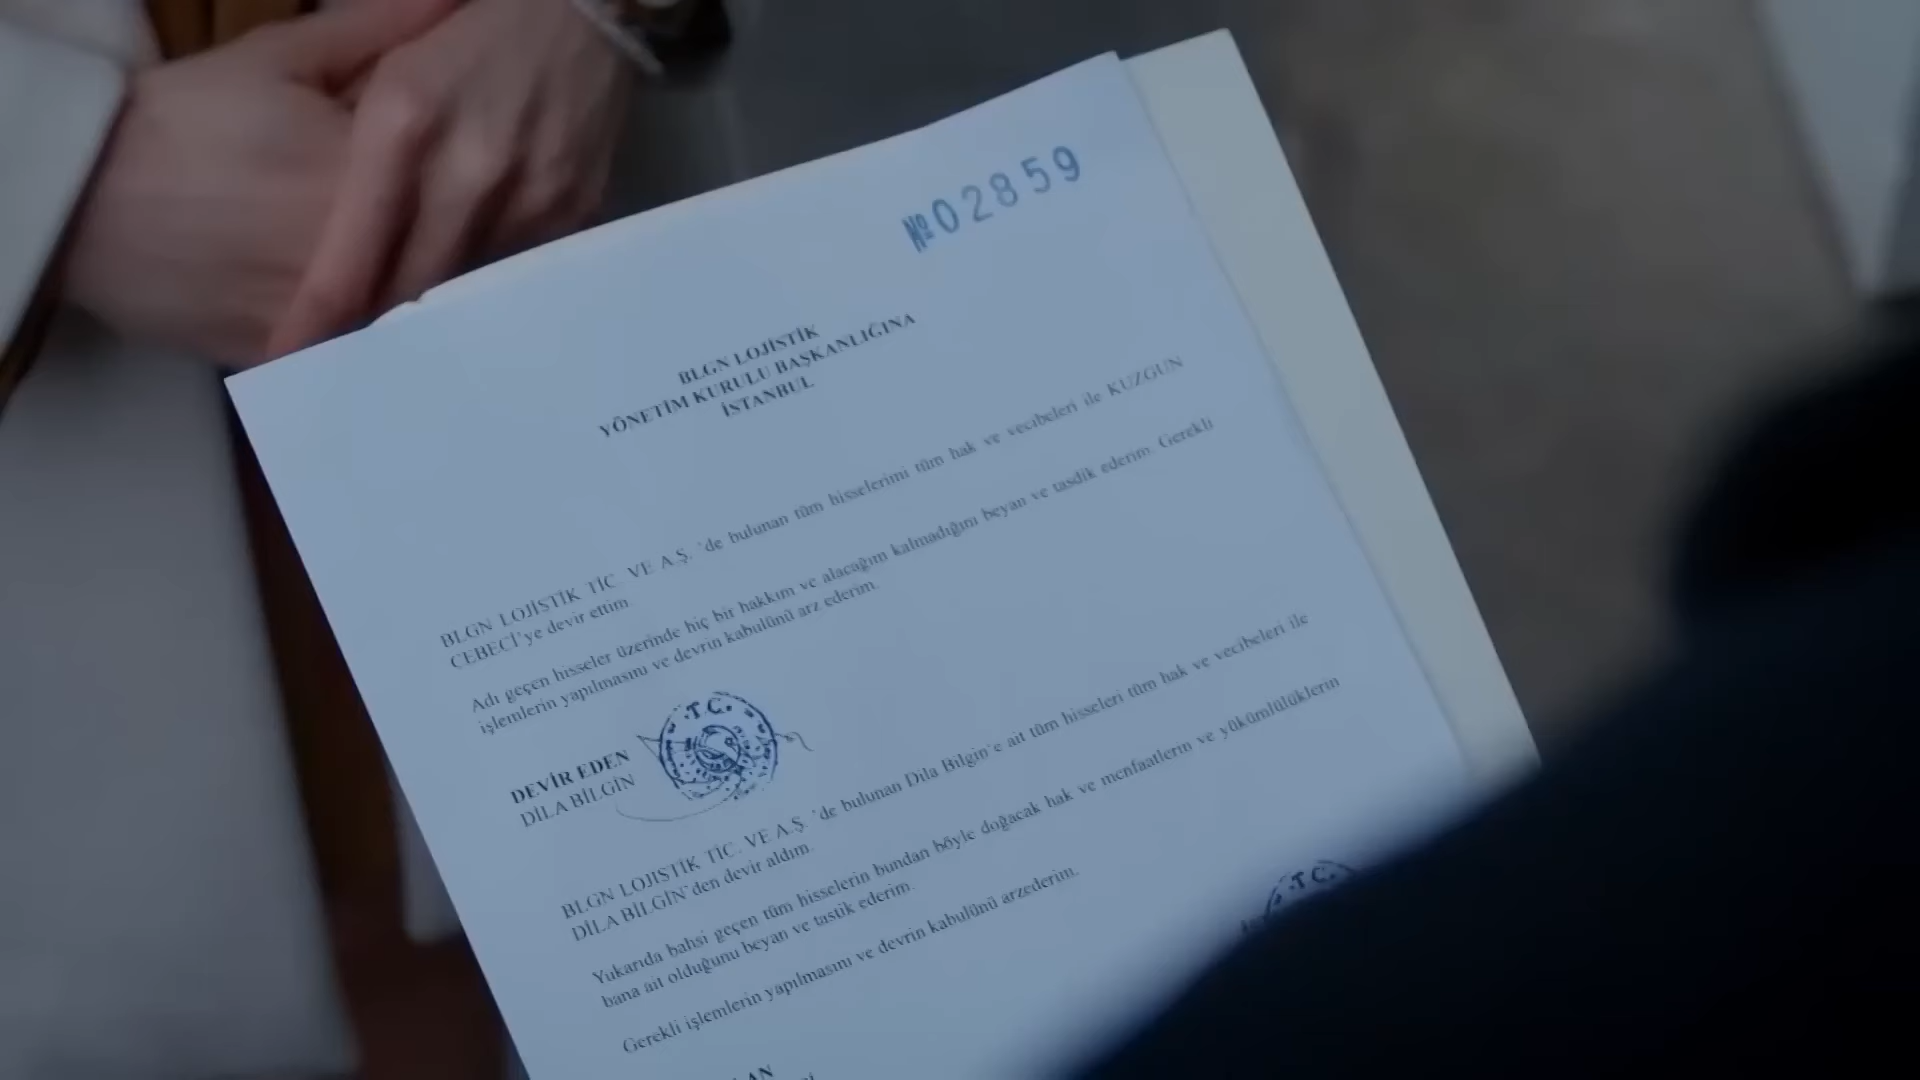 №02859
BLGN LOJİSTİK
YÖNETİM KURULU BAŞKANLIĞINA
İSTANBUL
BLGN LOJİSTİK TİC. VE A.Ş. 'de bulunan tüm hisselerimi tüm hak ve vecibeleri ile KUZGUN
CEBECİ'ye devir ettim.
Adı geçen hisseler üzerinde hiç bir hakkım ve alacağım kalmadığını beyan ve tasdik ederim. Gerekli
işlemlerin yapılmasını ve devrin kabulünü arz ederim.
T.C.
DEVİR EDEN
DİLA BİLGİN
BLGN LOJİSTİK TİC. VE A.Ş. 'de bulunan Dila Bilgin'e ait tüm hisseleri tüm hak ve vecibeleri ile
DİLA BİLGİN'den devir aldım.
Yukarıda bahsi geçen tüm hisselerin bundan böyle doğacak hak ve menfaatlerin ve yükümlülüklerin
bana ait olduğunu beyan ve tastik ederim.
Gerekli işlemlerin yapılmasını ve devrin kabulünü arzederim.
T.C.